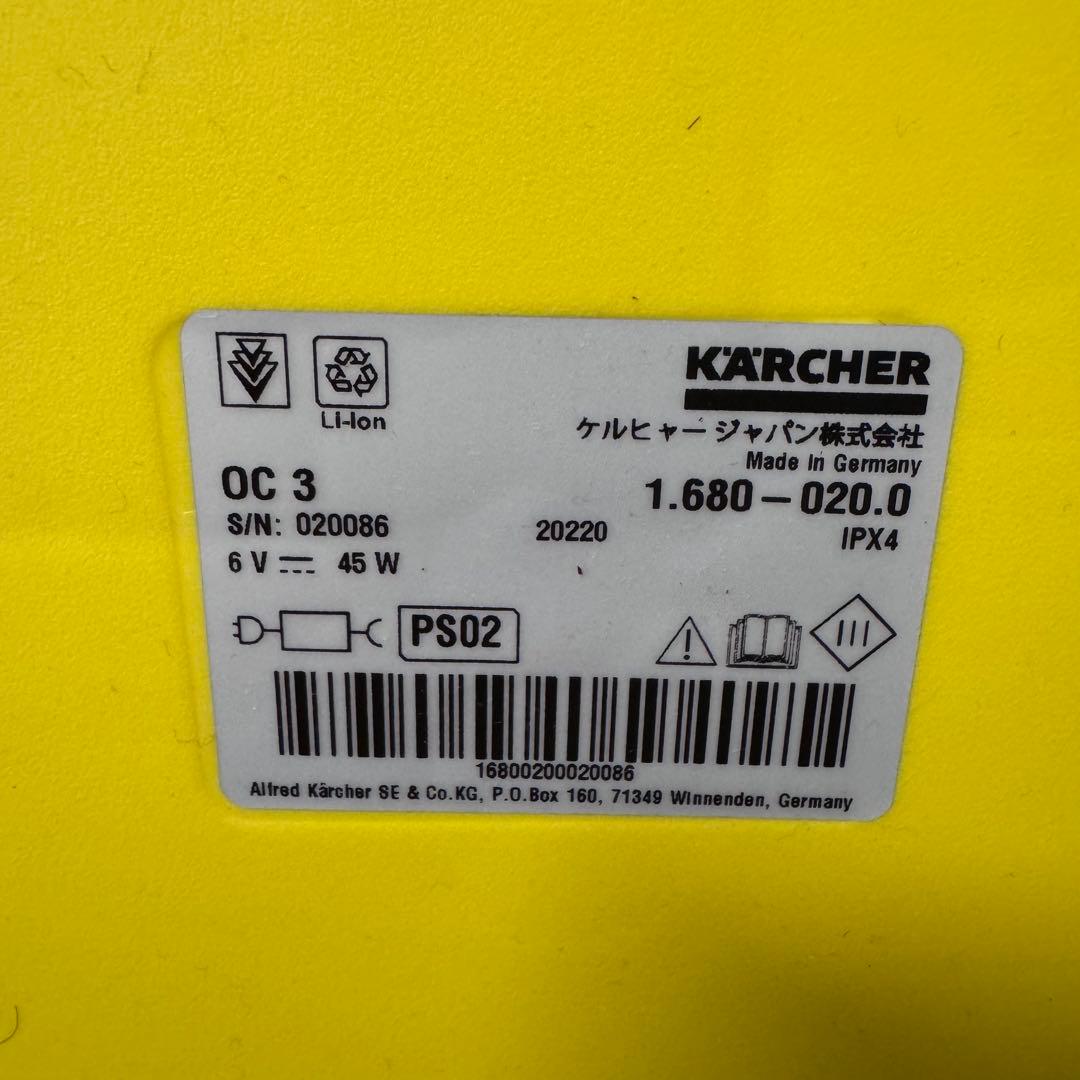 KÄRCHER
Li-Ion
ケルヒャー ジャパン株式会社
Made in Germany
OC 3
1.680-020.0
S/N: 020086
20220
IPX4
6 V ⎓ 45 W
PS02
16800200020086
Alfred Kärcher SE & Co.KG, P.O.Box 160, 71349 Winnenden, Germany